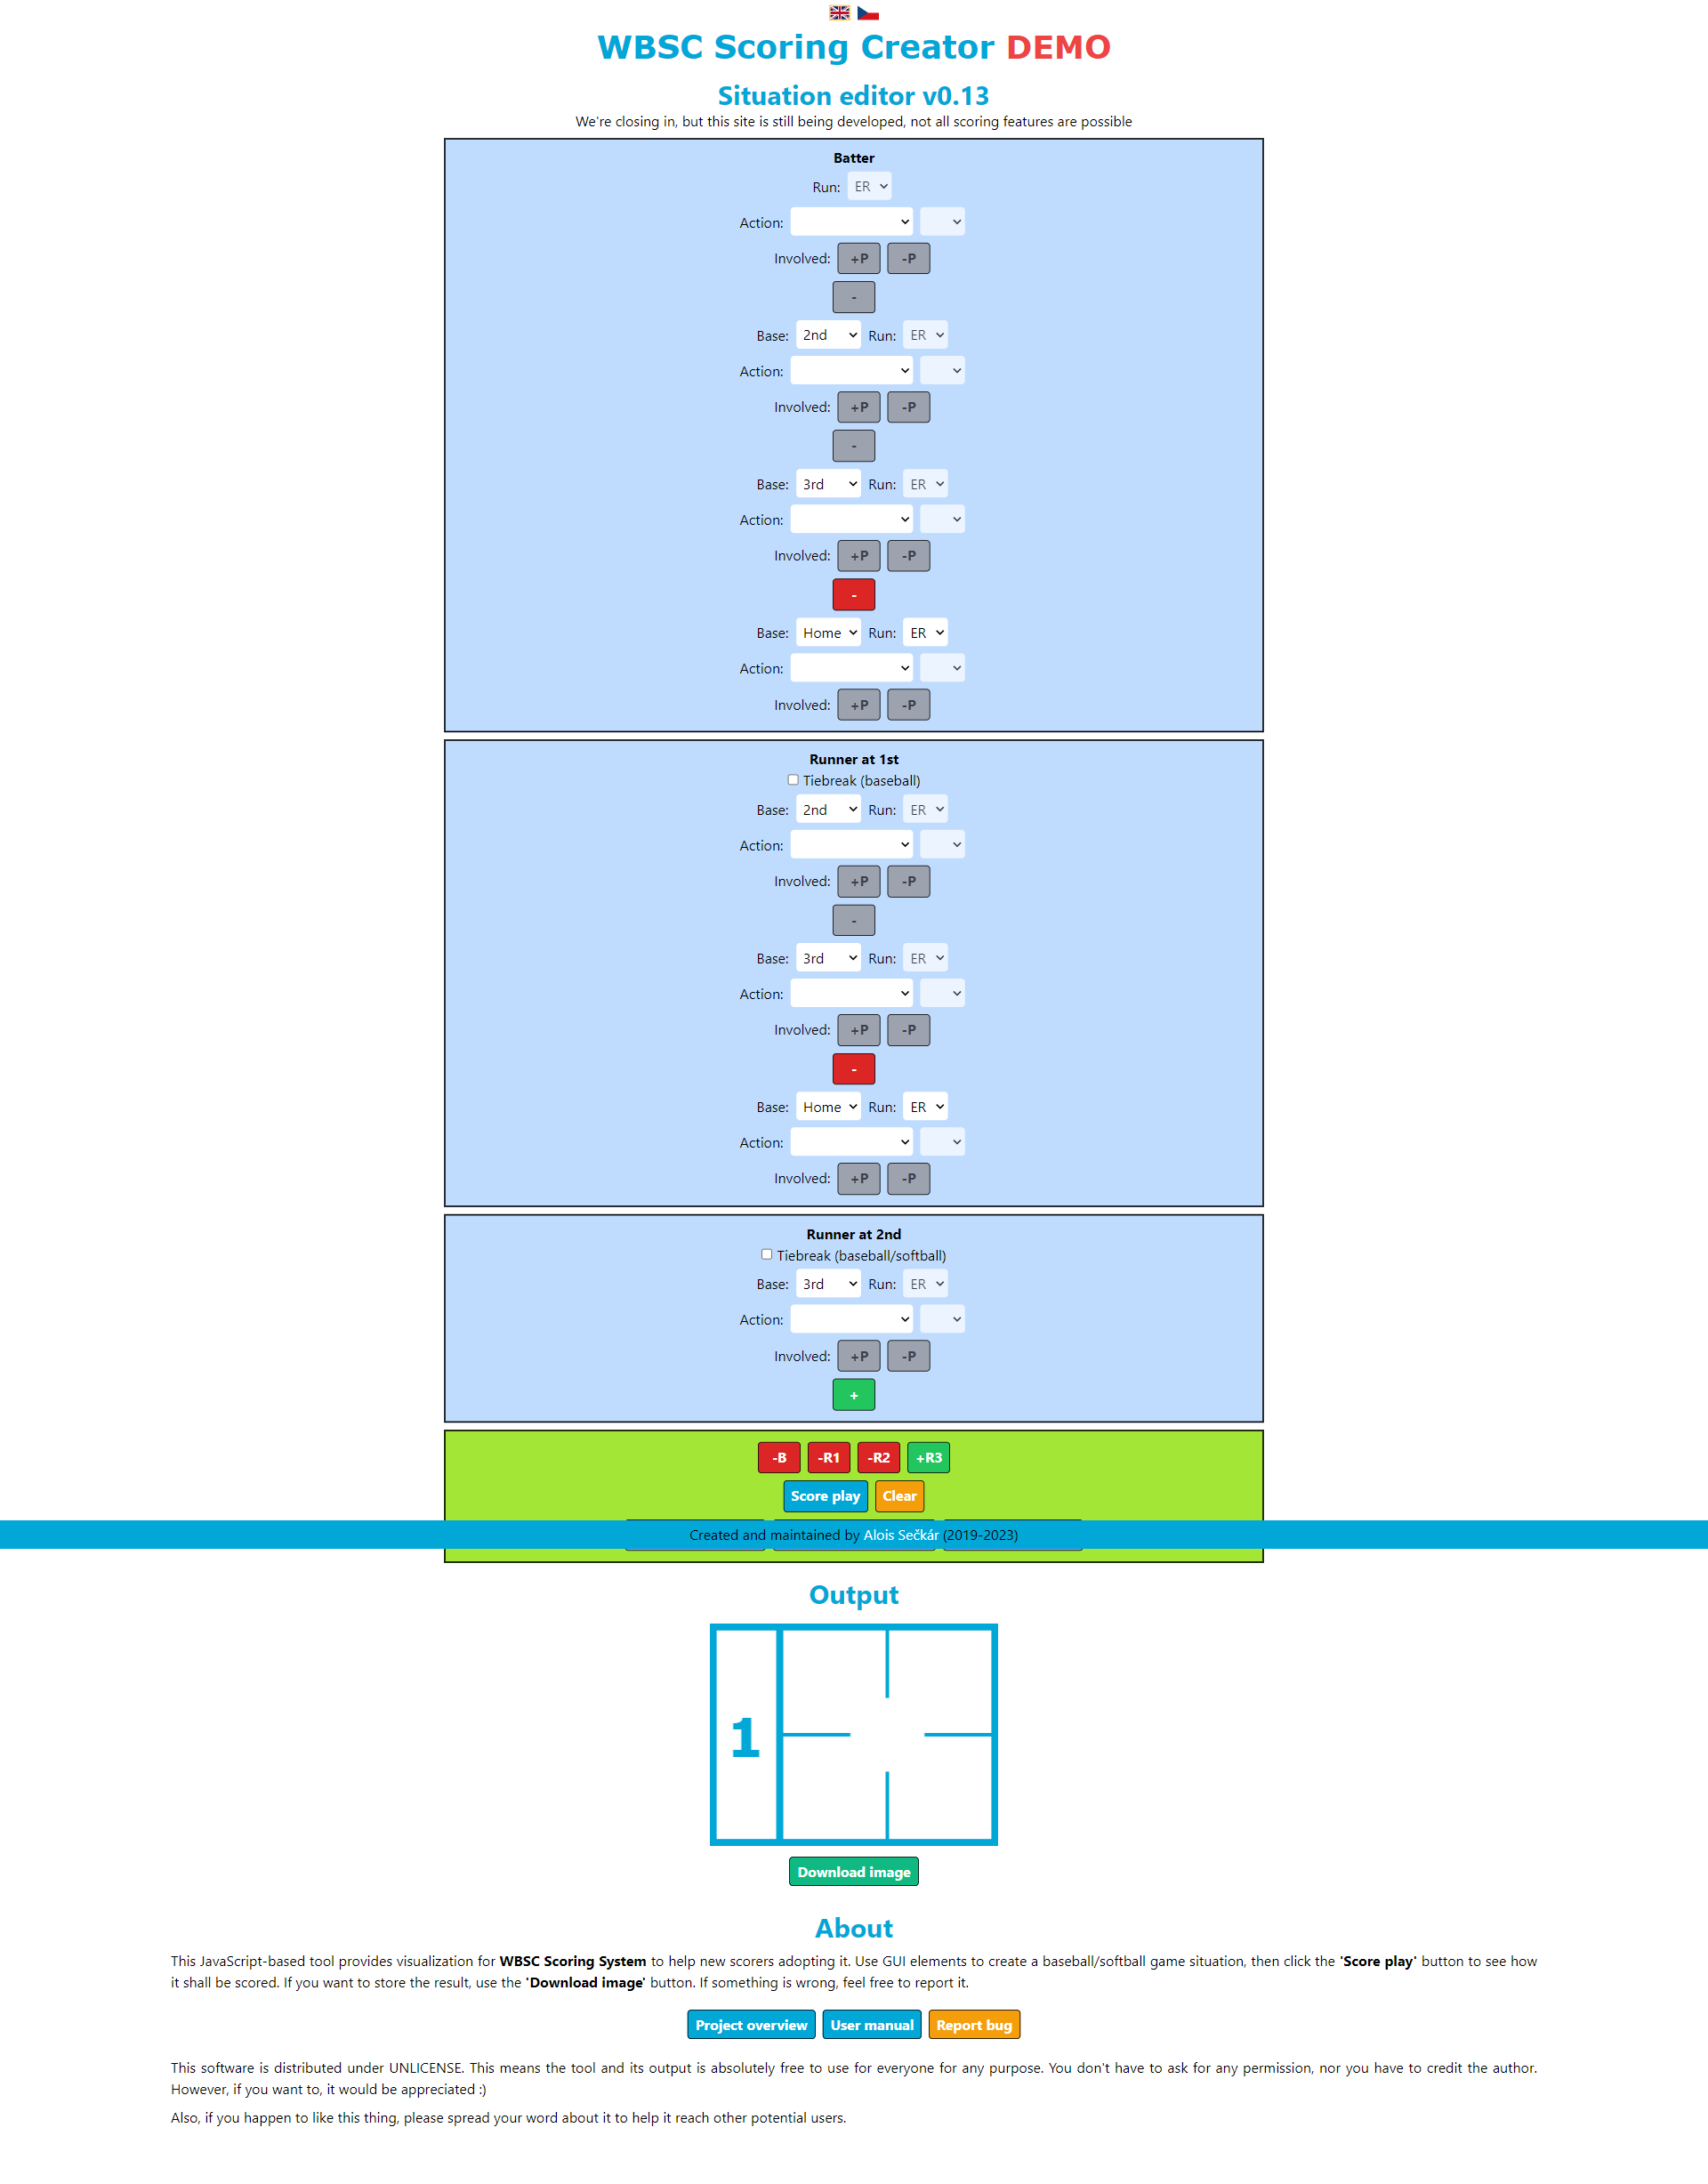 WBSC Scoring Creator DEMO
Situation editor v0.13
We're closing in, but this site is still being developed, not all scoring features are possible
Batter
Run: ER
Action:
Involved: +P -P
-
Base: 2nd Run: ER
Action:
Involved: +P -P
-
Base: 3rd Run: ER
Action:
Involved: +P -P
-
Base: Home Run: ER
Action:
Involved: +P -P
Runner at 1st
Tiebreak (baseball)
Base: 2nd Run: ER
Action:
Involved: +P -P
-
Base: 3rd Run: ER
Action:
Involved: +P -P
-
Base: Home Run: ER
Action:
Involved: +P -P
Runner at 2nd
Tiebreak (baseball/softball)
Base: 3rd Run: ER
Action:
Involved: +P -P
+
-B -R1 -R2 +R3
Score play Clear
Created and maintained by Alois Sečkár (2019-2023)
Output
1
Download image
About
This JavaScript-based tool provides visualization for WBSC Scoring System to help new scorers adopting it. Use GUI elements to create a baseball/softball game situation, then click the 'Score play' button to see how
it shall be scored. If you want to store the result, use the 'Download image' button. If something is wrong, feel free to report it.
Project overview User manual Report bug
This software is distributed under UNLICENSE. This means the tool and its output is absolutely free to use for everyone for any purpose. You don't have to ask for any permission, nor you have to credit the author.
However, if you want to, it would be appreciated :)
Also, if you happen to like this thing, please spread your word about it to help it reach other potential users.